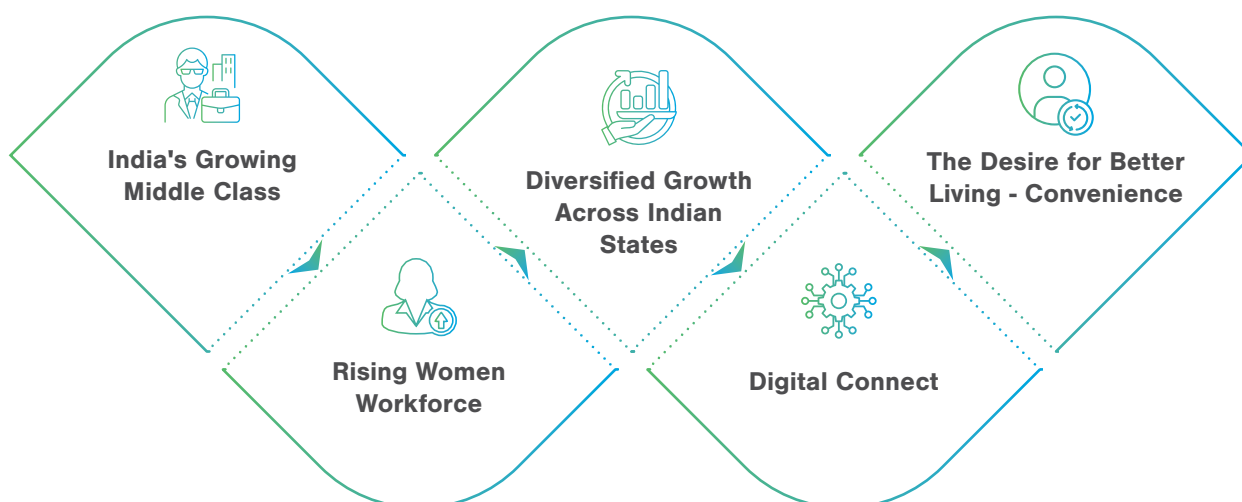 India's Growing
Middle Class
Rising Women
Workforce
Diversified Growth
Across Indian
States
Digital Connect
The Desire for Better
Living - Convenience